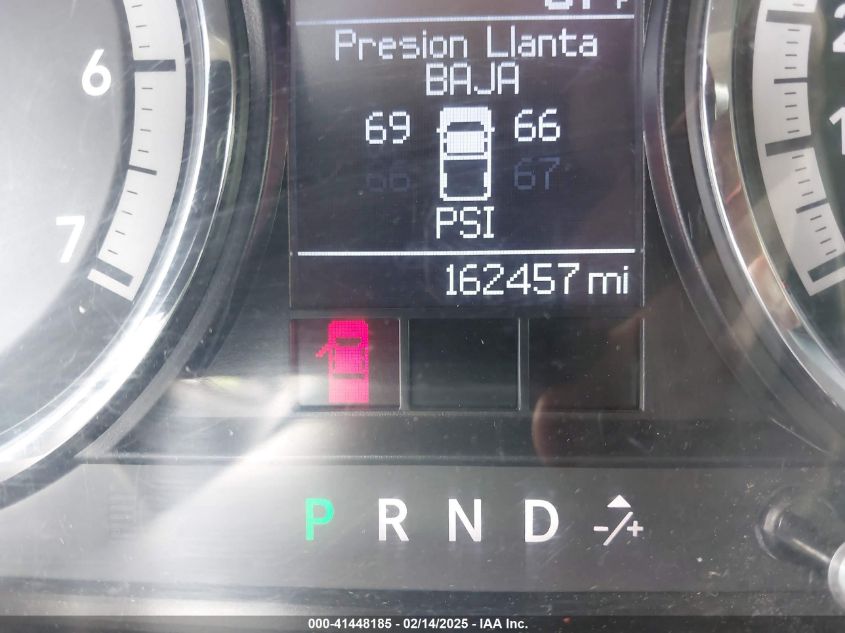 Presion Llanta
BAJA
69 66
66 67
PSI
162457 mi
6
7
P R N D -/+
000-41448185 - 02/14/2025 - IAA Inc.